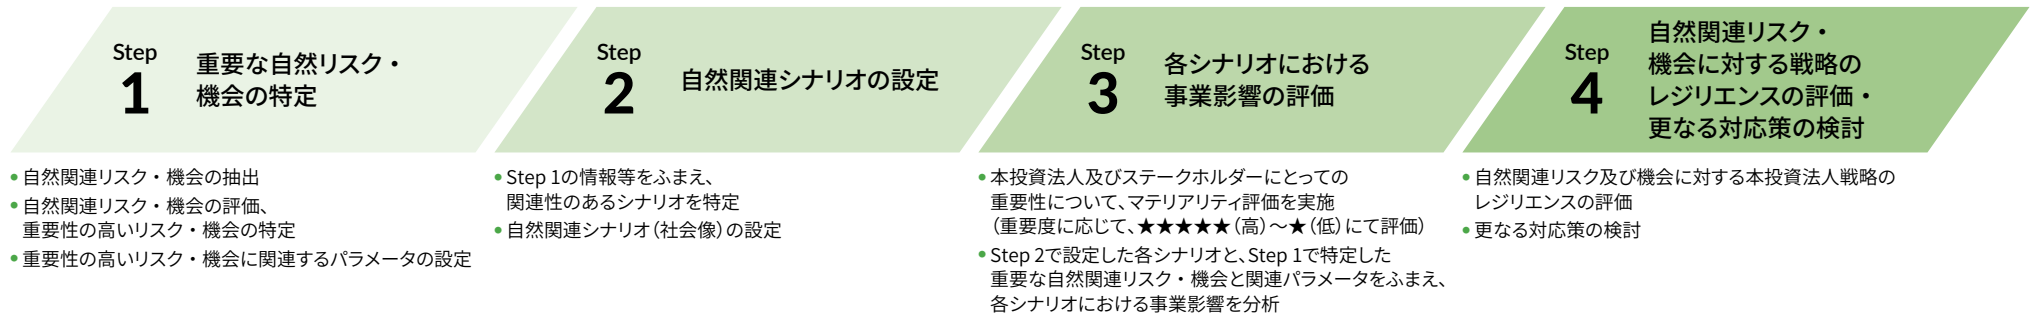 Step
1
重要な自然リスク・
機会の特定
• 自然関連リスク・機会の抽出
• 自然関連リスク・機会の評価、
重要性の高いリスク・機会の特定
• 重要性の高いリスク・機会に関連するパラメータの設定
Step
2
自然関連シナリオの設定
• Step 1の情報等をふまえ、
関連性のあるシナリオを特定
• 自然関連シナリオ（社会像）の設定
Step
3
各シナリオにおける
事業影響の評価
• 本投資法人及びステークホルダーにとっての
重要性について、マテリアリティ評価を実施
（重要度に応じて、★★★★★（高）～★（低）にて評価）
• Step 2で設定した各シナリオと、Step 1で特定した
重要な自然関連リスク・機会と関連パラメータをふまえ、
各シナリオにおける事業影響を分析
Step
4
自然関連リスク・
機会に対する戦略の
レジリエンスの評価・
更なる対応策の検討
• 自然関連リスク及び機会に対する本投資法人戦略の
レジリエンスの評価
• 更なる対応策の検討